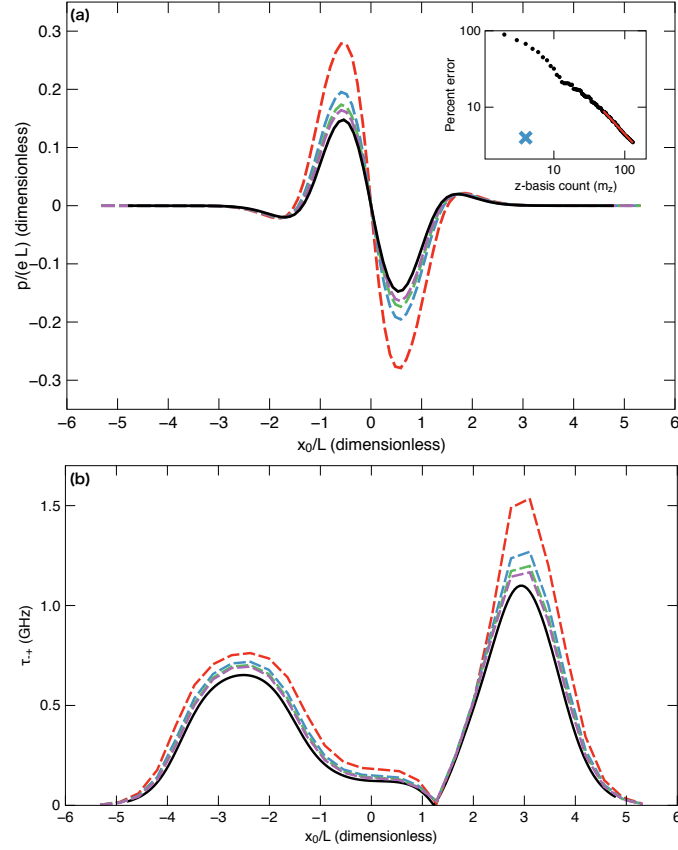 (a)
0.3
0.2
0.1
0
−0.1
−0.2
−0.3
p/(e L) (dimensionless)
−6 −5 −4 −3 −2 −1 0 1 2 3 4 5 6
x₀/L (dimensionless)
100
10
Percent error
10 100
z-basis count (m_z)
(b)
1.5
1.0
0.5
0
τ₋₊ (GHz)
−6 −5 −4 −3 −2 −1 0 1 2 3 4 5 6
x₀/L (dimensionless)